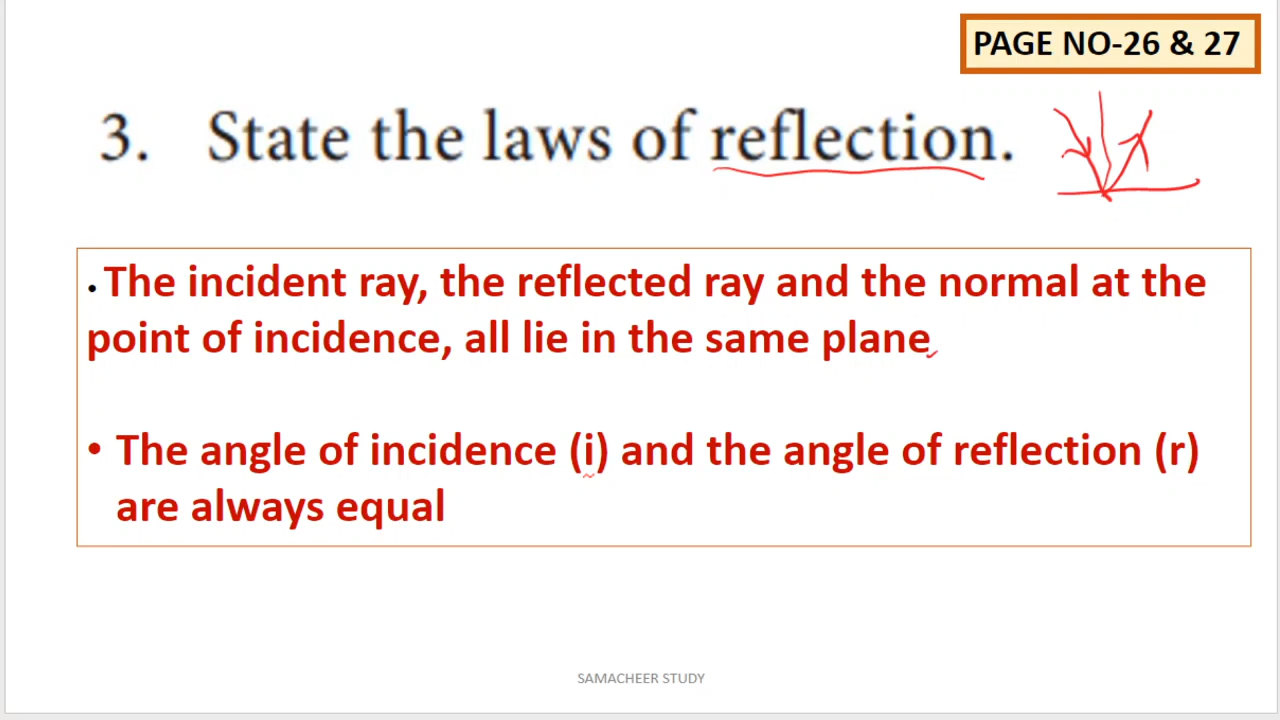 PAGE NO-26 & 27
3. State the laws of reflection.
• The incident ray, the reflected ray and the normal at the
point of incidence, all lie in the same plane
• The angle of incidence (i) and the angle of reflection (r)
are always equal
SAMACHEER STUDY